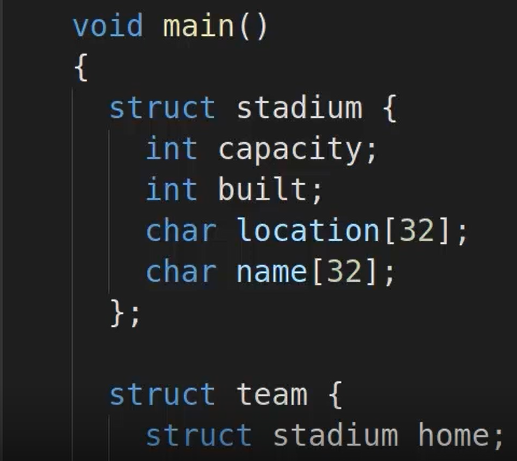 void main()
{
struct stadium {
int capacity;
int built;
char location[32];
char name[32];
};
struct team {
struct stadium home;